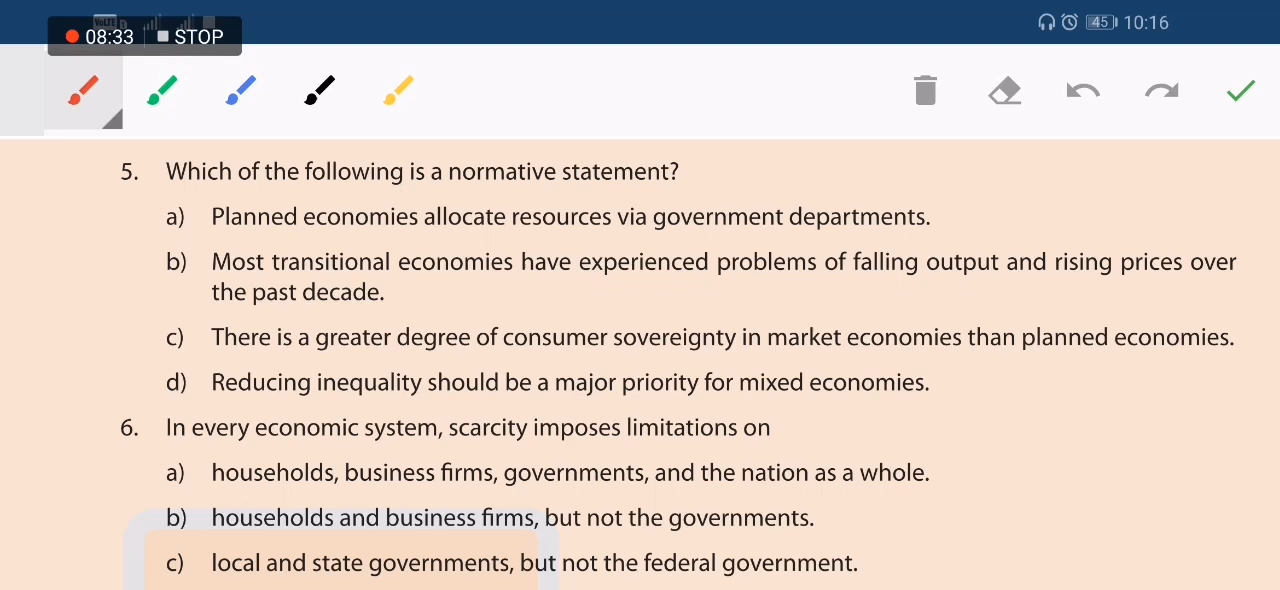 VoLTE
08:33 STOP
45 10:16
5. Which of the following is a normative statement?
a) Planned economies allocate resources via government departments.
b) Most transitional economies have experienced problems of falling output and rising prices over
the past decade.
c) There is a greater degree of consumer sovereignty in market economies than planned economies.
d) Reducing inequality should be a major priority for mixed economies.
6. In every economic system, scarcity imposes limitations on
a) households, business firms, governments, and the nation as a whole.
b) households and business firms, but not the governments.
c) local and state governments, but not the federal government.